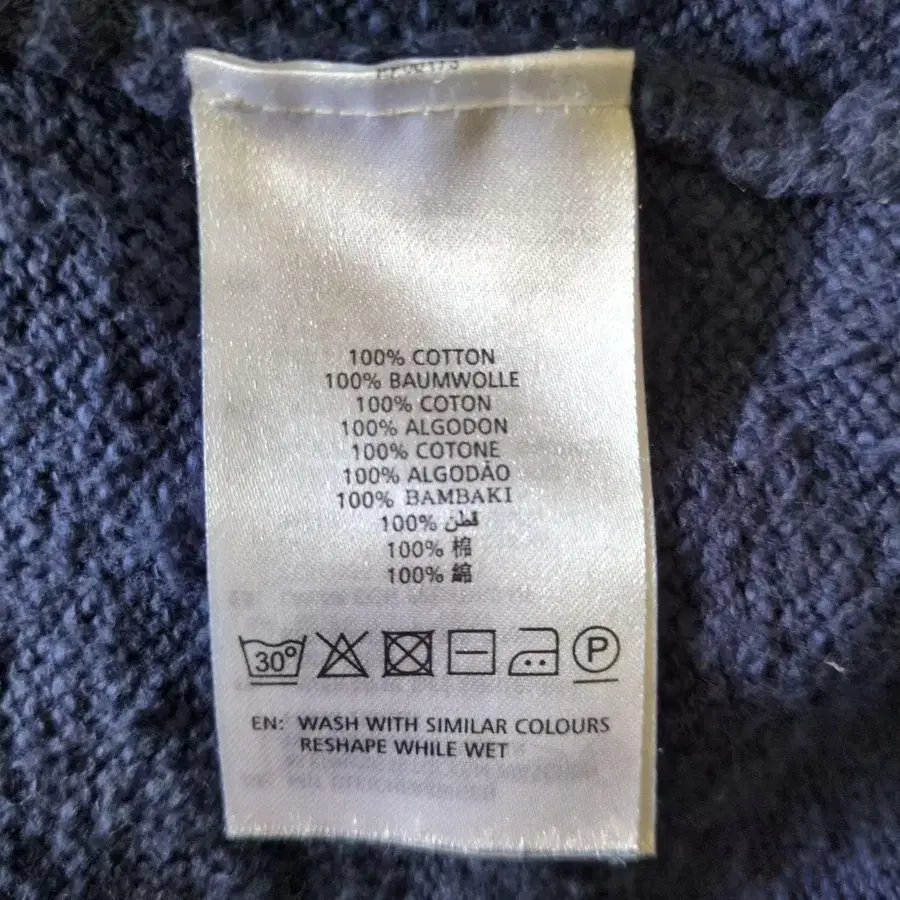 100% COTTON
100% BAUMWOLLE
100% COTON
100% ALGODON
100% COTONE
100% ALGODÃO
100% BAMBAKI
100% قطن
100% 棉
100% 綿
30°
P
EN: WASH WITH SIMILAR COLOURS
RESHAPE WHILE WET